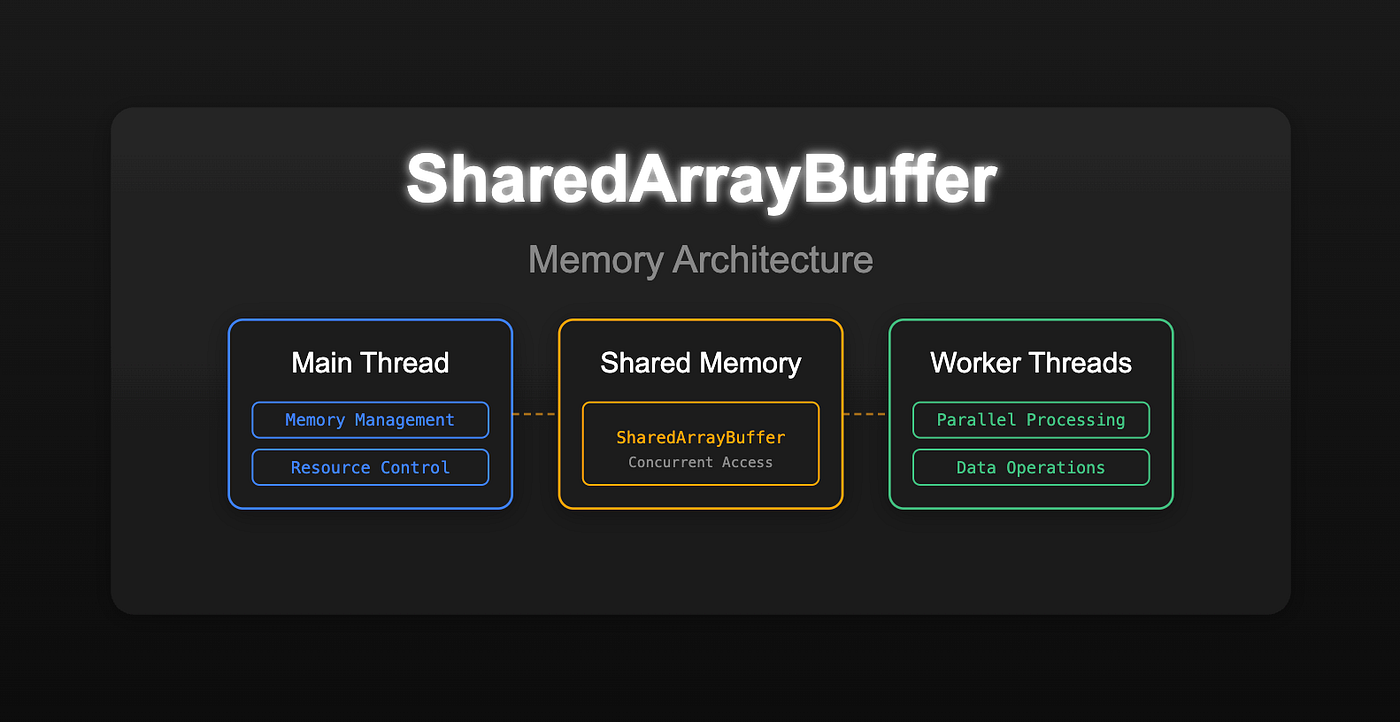 SharedArrayBuffer
Memory Architecture
Main Thread
Memory Management
Resource Control
Shared Memory
SharedArrayBuffer
Concurrent Access
Worker Threads
Parallel Processing
Data Operations